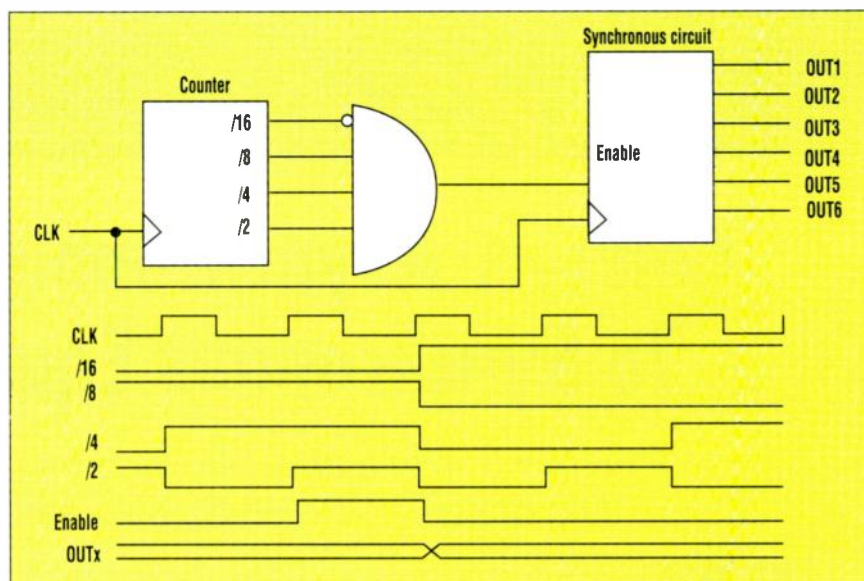 Synchronous circuit
Counter
OUT1
OUT2
OUT3
OUT4
OUT5
OUT6
/16
/8
/4
/2
Enable
CLK
CLK
/16
/8
/4
/2
Enable
OUTx